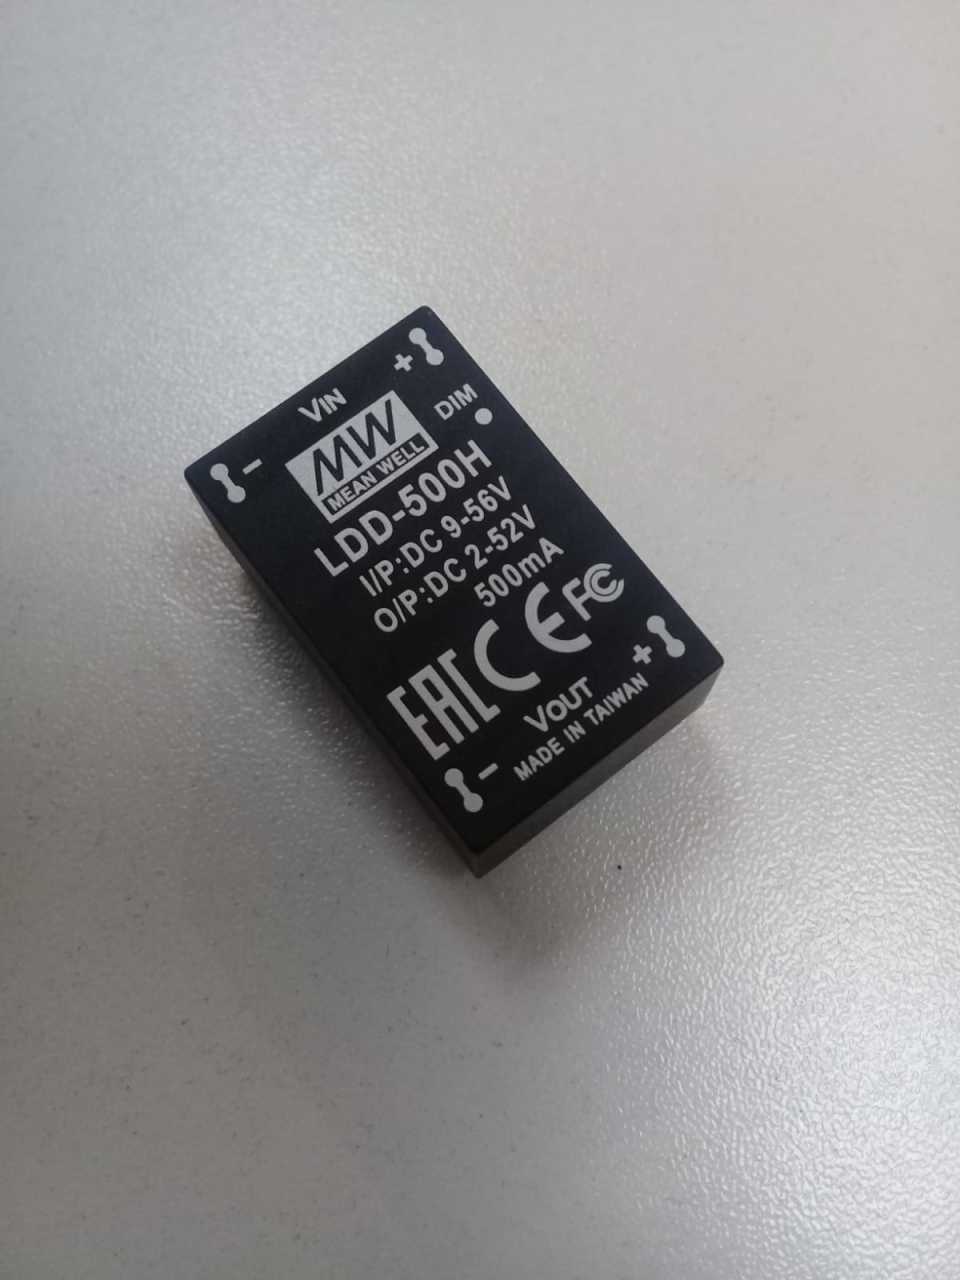 VIN
+
-
DIM
MW
MEAN WELL
LDD-500H
I/P:DC 9-56V
O/P:DC 2-52V
500mA
EAC CE FC
VOUT
+
-
MADE IN TAIWAN